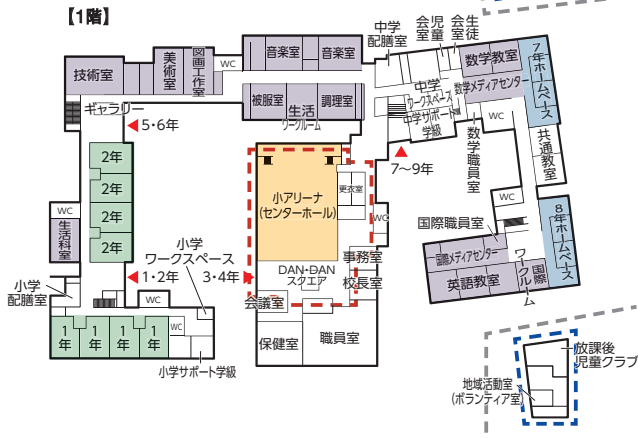 【1階】
技術室
美術室
図画工作室
WC
音楽室
音楽室
被服室
生活
ワークルーム
調理室
中学
配膳室
児童
会室
生徒
会室
中学
ワークスペース
中学サポート
学級
数学教室
数学メディアセンター
7年ホームベース
WC
数学職員室
共通教室
ギャラリー
5・6年
7〜9年
2年
2年
2年
2年
WC
生活科室
小学
配膳室
小アリーナ
(センターホール)
更衣室
WC
小学
ワークスペース
1・2年
3・4年
DAN・DAN
スクエア
事務室
校長室
会議室
保健室
職員室
WC
WC
1年
1年
1年
1年
小学サポート学級
WC
国際職員室
国際メディアセンター
英語教室
国際
ワークルーム
8年ホームベース
放課後
児童クラブ
地域活動室
(ボランティア室)